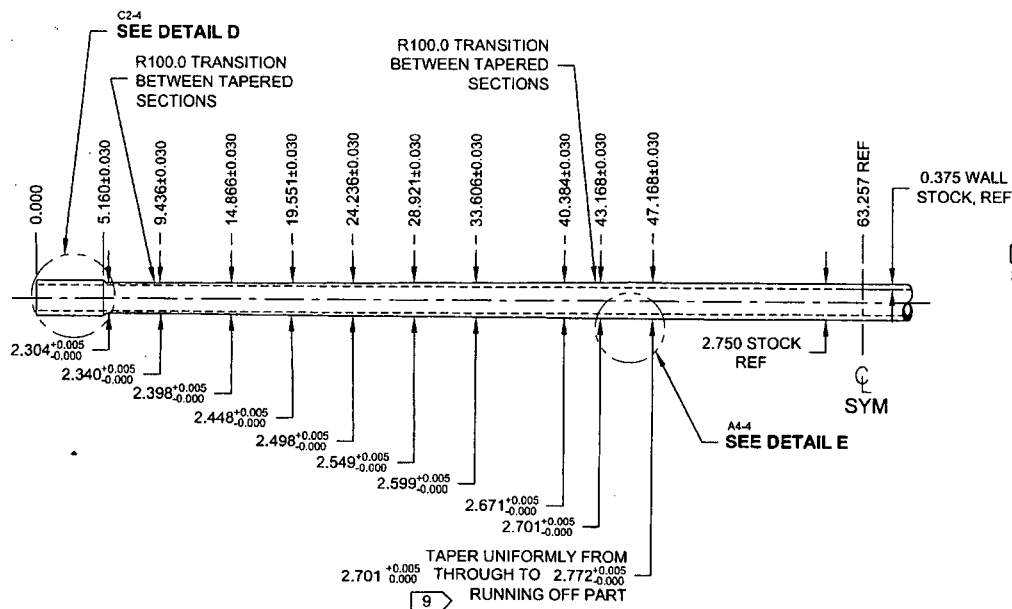 C2-4
SEE DETAIL D
R100.0 TRANSITION
BETWEEN TAPERED
SECTIONS
R100.0 TRANSITION
BETWEEN TAPERED
SECTIONS
0.000
5.160±0.030
9.436±0.030
14.866±0.030
19.551±0.030
24.236±0.030
28.921±0.030
33.606±0.030
40.384±0.030
43.168±0.030
47.168±0.030
63.257 REF
0.375 WALL
STOCK, REF
2.304 +0.005 -0.000
2.340 +0.005 -0.000
2.398 +0.005 -0.000
2.448 +0.005 -0.000
2.498 +0.005 -0.000
2.549 +0.005 -0.000
2.599 +0.005 -0.000
2.671 +0.005 -0.000
2.701 +0.005 -0.000
2.750 STOCK
REF
℄
SYM
A4-4
SEE DETAIL E
TAPER UNIFORMLY FROM
2.701 +0.005 0.000 THROUGH TO 2.772 +0.005 -0.000
RUNNING OFF PART
9